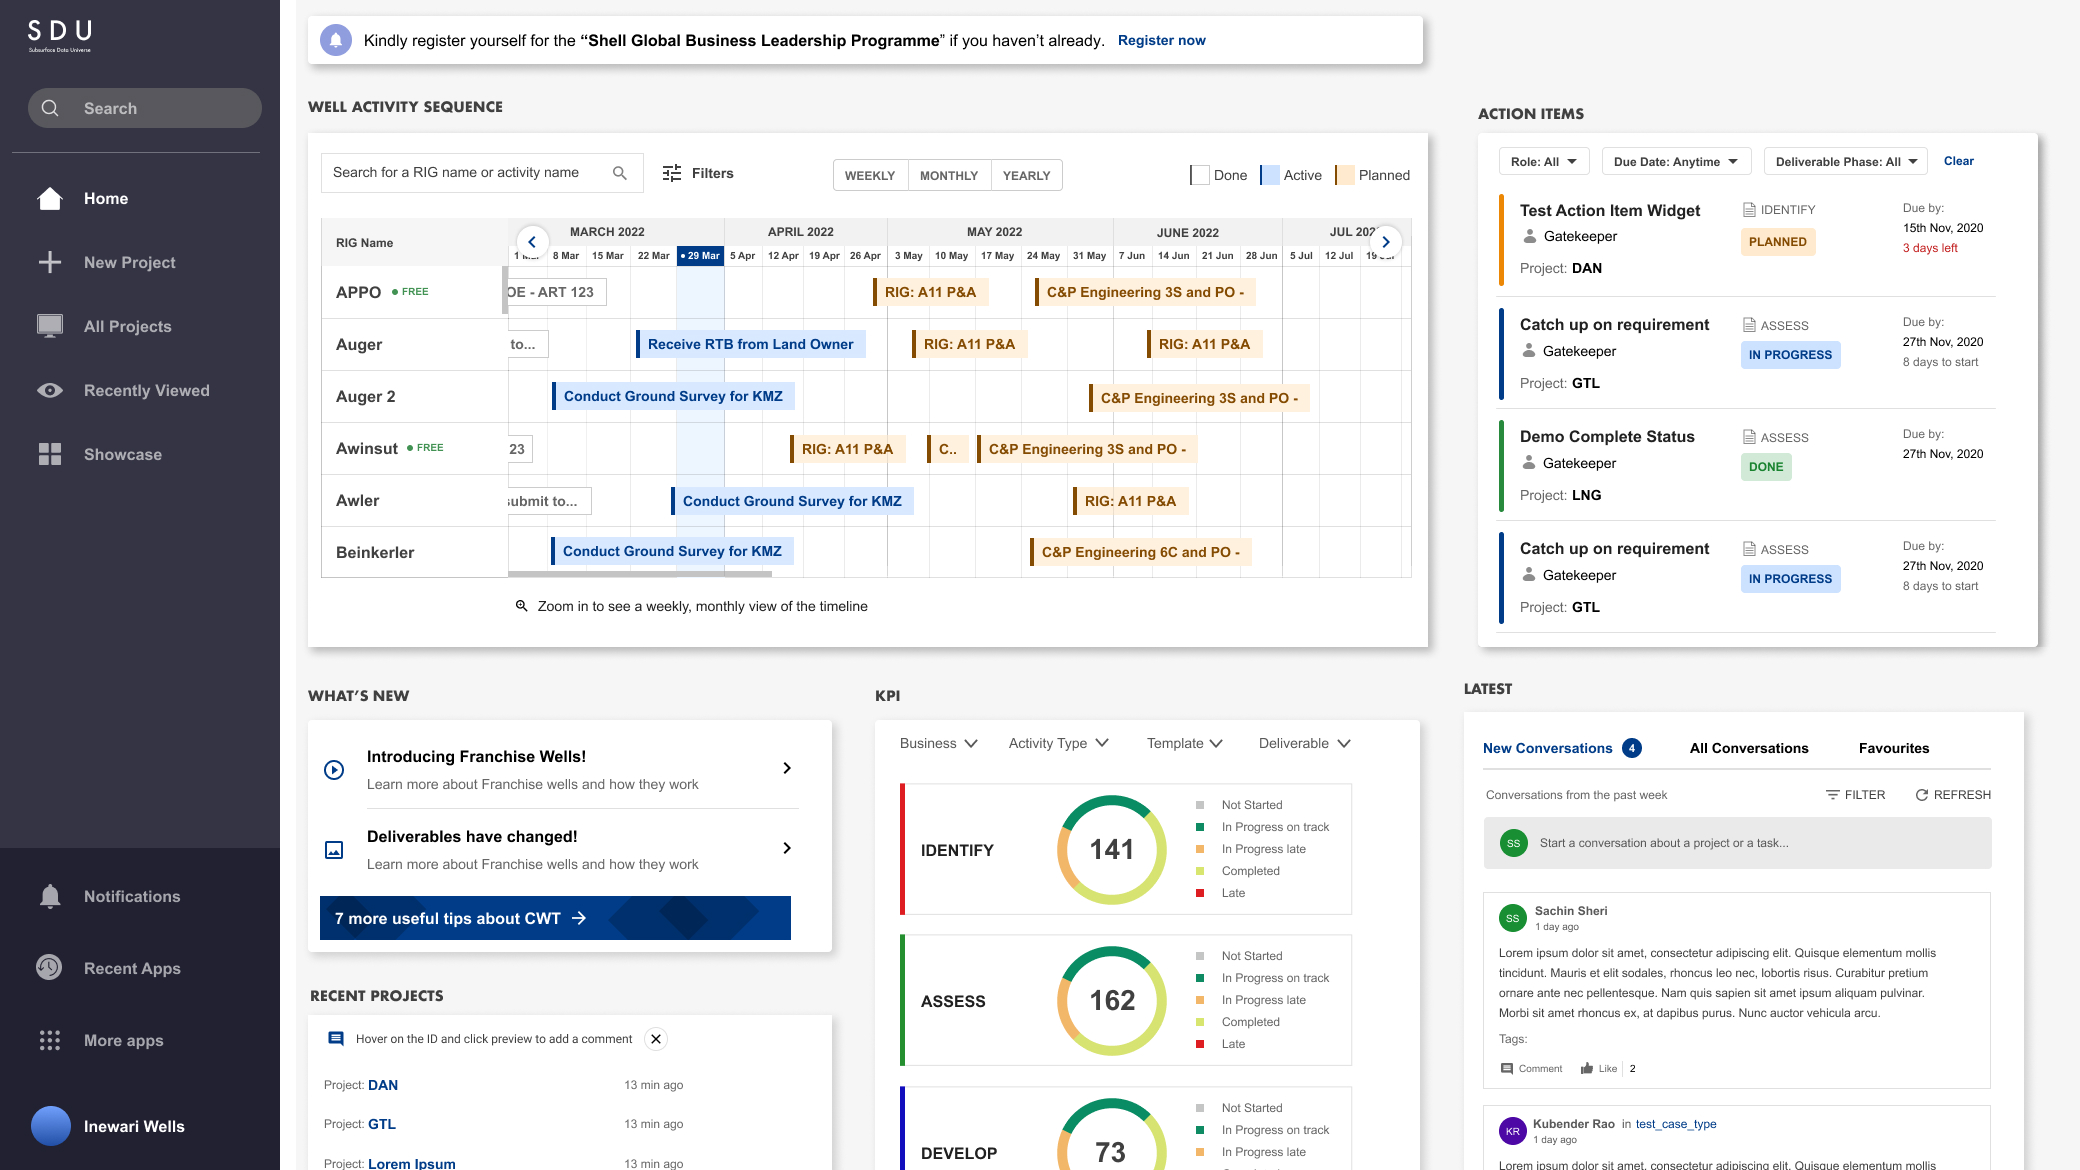 SDU
Subsurface Data Universe
Search
Home
New Project
All Projects
Recently Viewed
Showcase
Notifications
Recent Apps
More apps
Inewari Wells
Kindly register yourself for the “Shell Global Business Leadership Programme” if you haven’t already. Register now
WELL ACTIVITY SEQUENCE
Search for a RIG name or activity name
Filters
WEEKLY MONTHLY YEARLY
Done Active Planned
RIG Name
MARCH 2022 APRIL 2022 MAY 2022 JUNE 2022 JUL
8 Mar 15 Mar 22 Mar 29 Mar 5 Apr 12 Apr 19 Apr 26 Apr 3 May 10 May 17 May 24 May 31 May 7 Jun 14 Jun 21 Jun 28 Jun 5 Jul 12 Jul
APPO FREE OE - ART 123 RIG: A11 P&A C&P Engineering 3S and PO -
Auger to... Receive RTB from Land Owner RIG: A11 P&A RIG: A11 P&A
Auger 2 Conduct Ground Survey for KMZ C&P Engineering 3S and PO -
Awinsut FREE 23 RIG: A11 P&A C.. C&P Engineering 3S and PO -
Awler submit to... Conduct Ground Survey for KMZ RIG: A11 P&A
Beinkerler Conduct Ground Survey for KMZ C&P Engineering 6C and PO -
Zoom in to see a weekly, monthly view of the timeline
ACTION ITEMS
Role: All Due Date: Anytime Deliverable Phase: All Clear
Test Action Item Widget IDENTIFY Due by:
Gatekeeper PLANNED 15th Nov, 2020
3 days left
Project: DAN
Catch up on requirement ASSESS Due by:
Gatekeeper IN PROGRESS 27th Nov, 2020
8 days to start
Project: GTL
Demo Complete Status ASSESS Due by:
Gatekeeper DONE 27th Nov, 2020
Project: LNG
Catch up on requirement ASSESS Due by:
Gatekeeper IN PROGRESS 27th Nov, 2020
8 days to start
Project: GTL
WHAT’S NEW
Introducing Franchise Wells!
Learn more about Franchise wells and how they work
Deliverables have changed!
Learn more about Franchise wells and how they work
7 more useful tips about CWT
RECENT PROJECTS
Hover on the ID and click preview to add a comment
Project: DAN 13 min ago
Project: GTL 13 min ago
Project: Lorem Ipsum 13 min ago
KPI
Business Activity Type Template Deliverable
IDENTIFY
141
Not Started
In Progress on track
In Progress late
Completed
Late
ASSESS
162
Not Started
In Progress on track
In Progress late
Completed
Late
DEVELOP
73
Not Started
In Progress on track
In Progress late
LATEST
New Conversations 4 All Conversations Favourites
Conversations from the past week FILTER REFRESH
SS Start a conversation about a project or a task...
SS Sachin Sheri
1 day ago
Lorem ipsum dolor sit amet, consectetur adipiscing elit. Quisque elementum mollis
tincidunt. Mauris et elit sodales, rhoncus leo nec, lobortis risus. Curabitur pretium
ornare ante nec pellentesque. Nam quis sapien sit amet ipsum aliquam pulvinar.
Morbi sit amet rhoncus ex, at dapibus purus. Nunc auctor vehicula arcu.
Tags:
Comment Like 2
KR Kubender Rao in test_case_type
1 day ago
Lorem ipsum dolor sit amet, consectetur adipiscing elit. Quisque elementum mollis